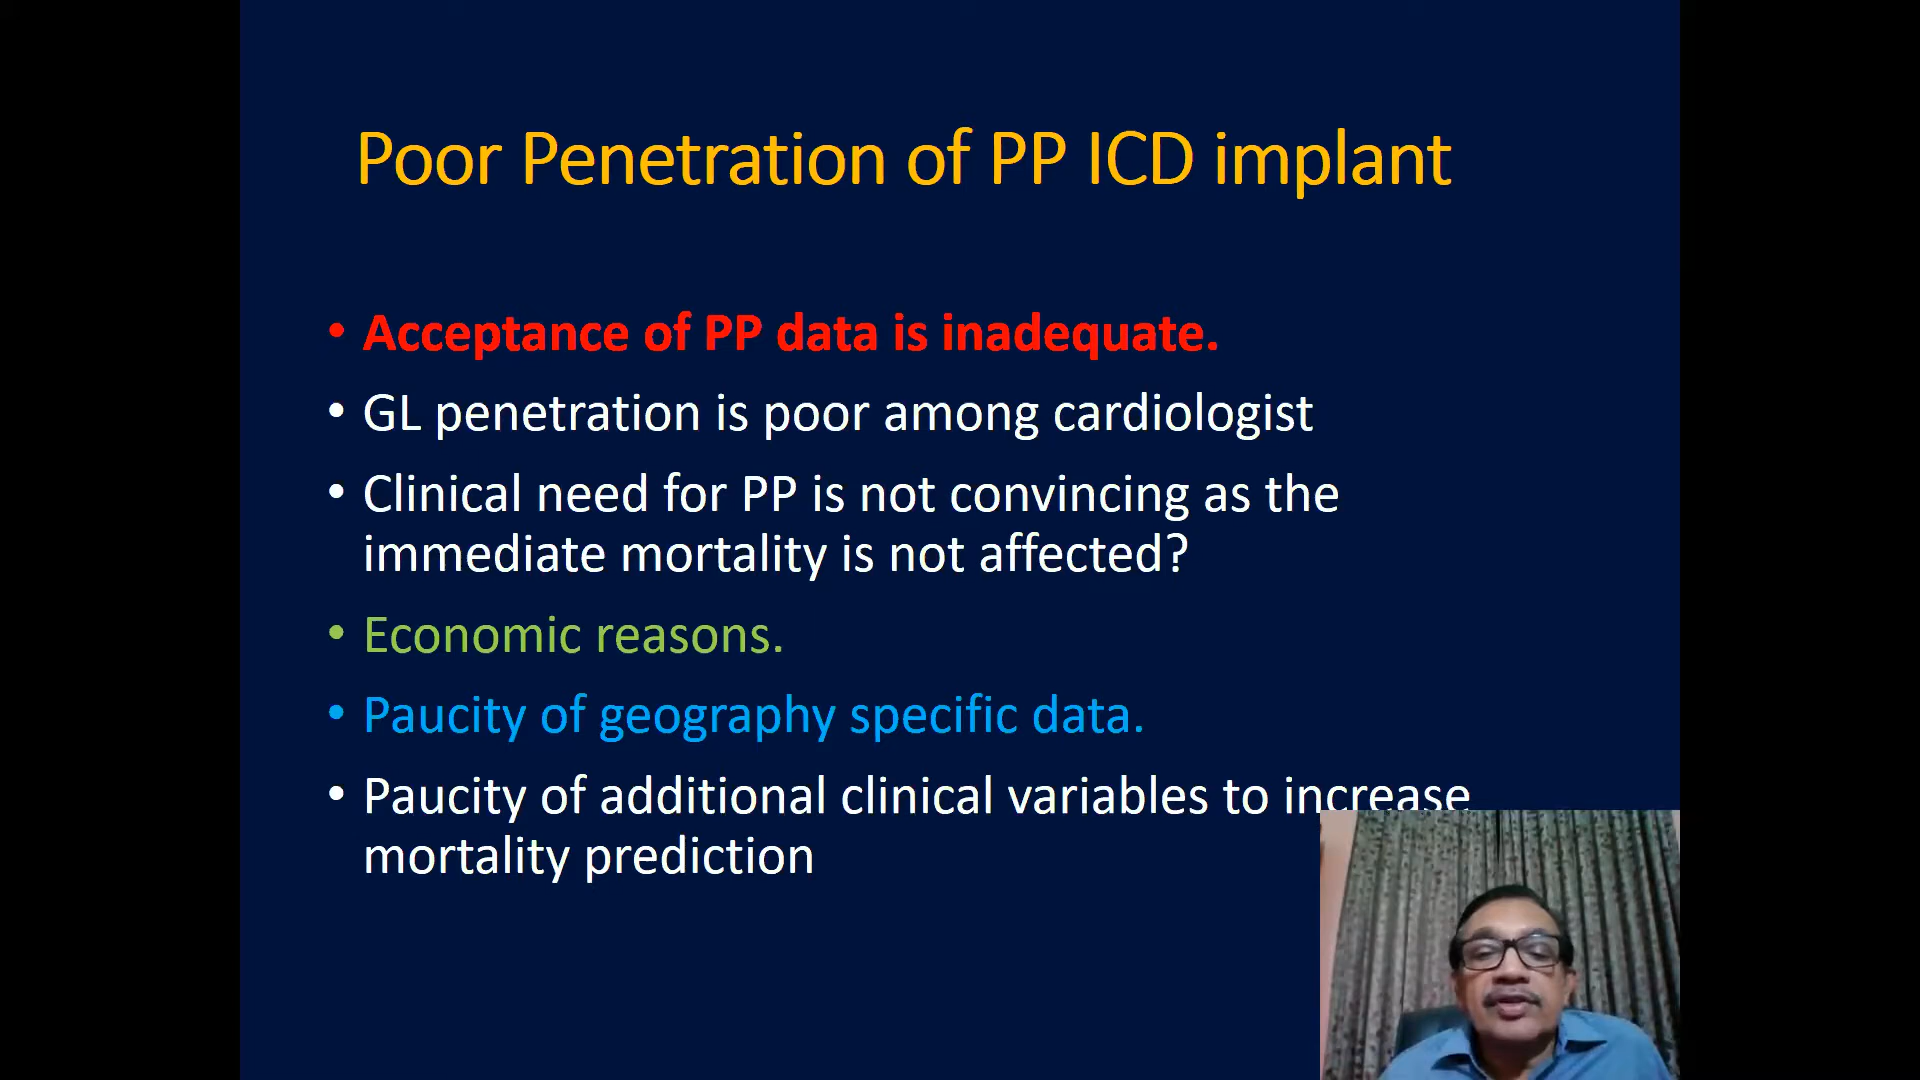 Poor Penetration of PP ICD implant
• Acceptance of PP data is inadequate.
• GL penetration is poor among cardiologist
• Clinical need for PP is not convincing as the
immediate mortality is not affected?
• Economic reasons.
• Paucity of geography specific data.
• Paucity of additional clinical variables to increase
mortality prediction